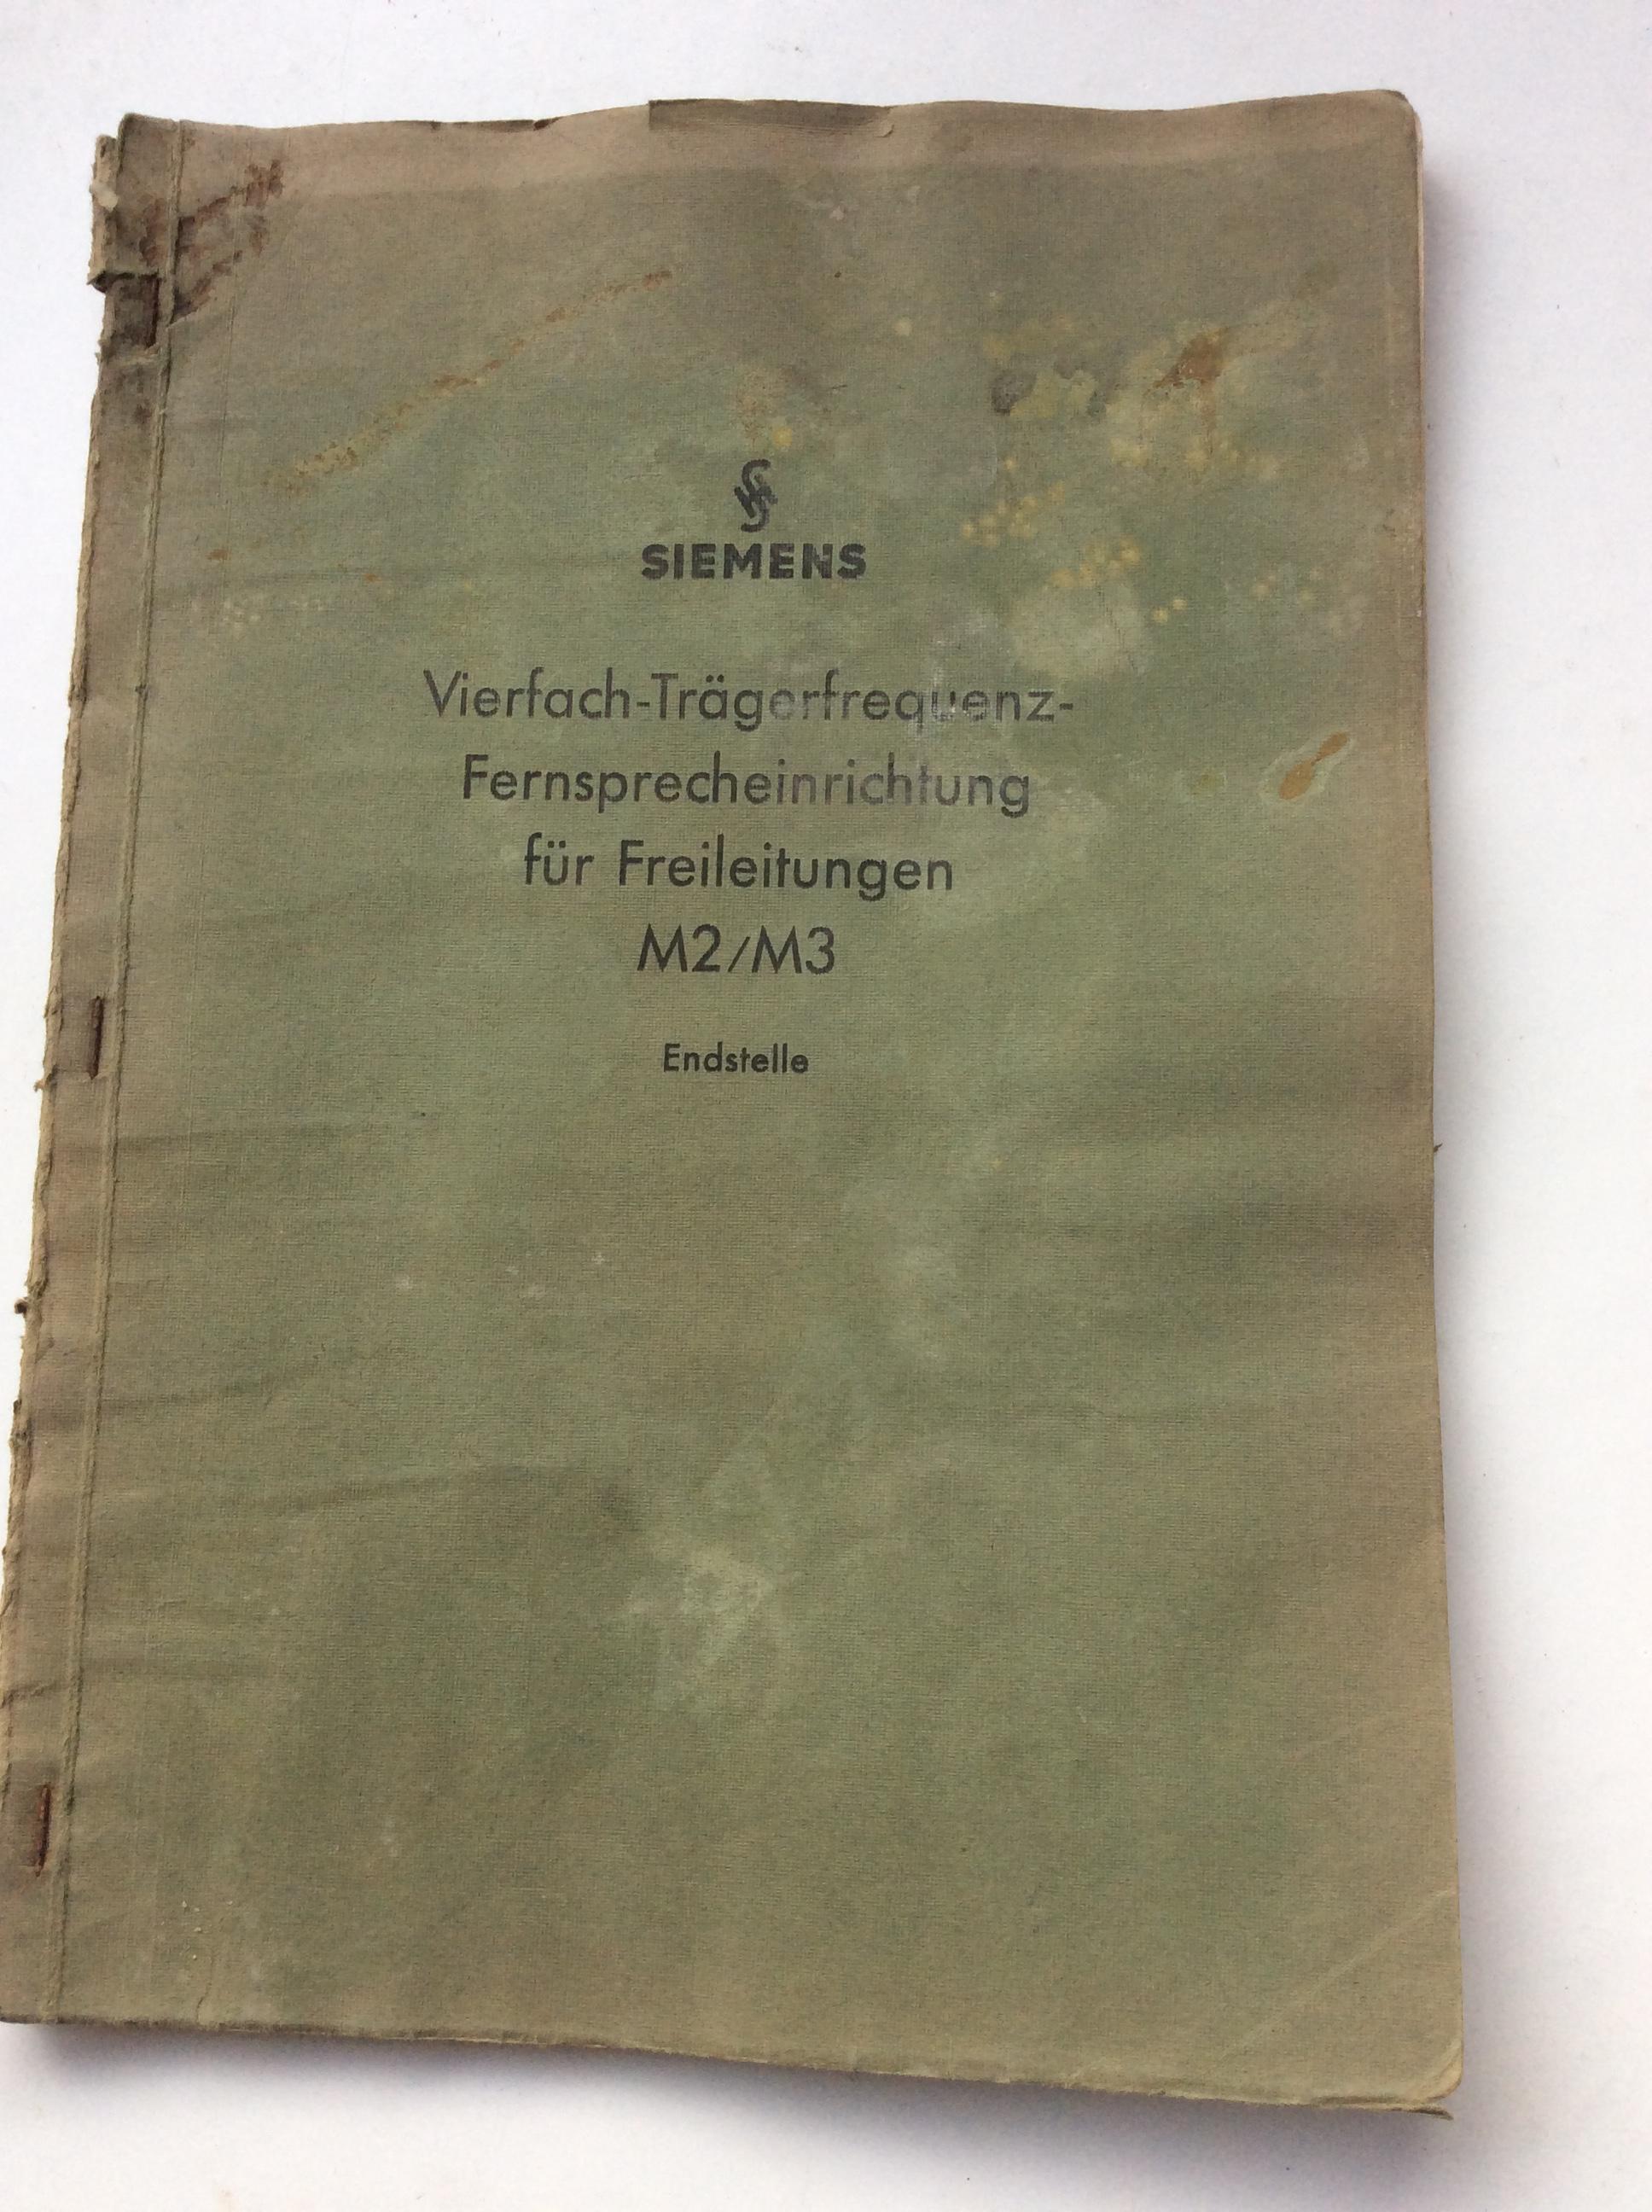 SIEMENS
Vierfach-Trägerfrequenz-
Fernsprecheinrichtung
für Freileitungen
M2/M3
Endstelle